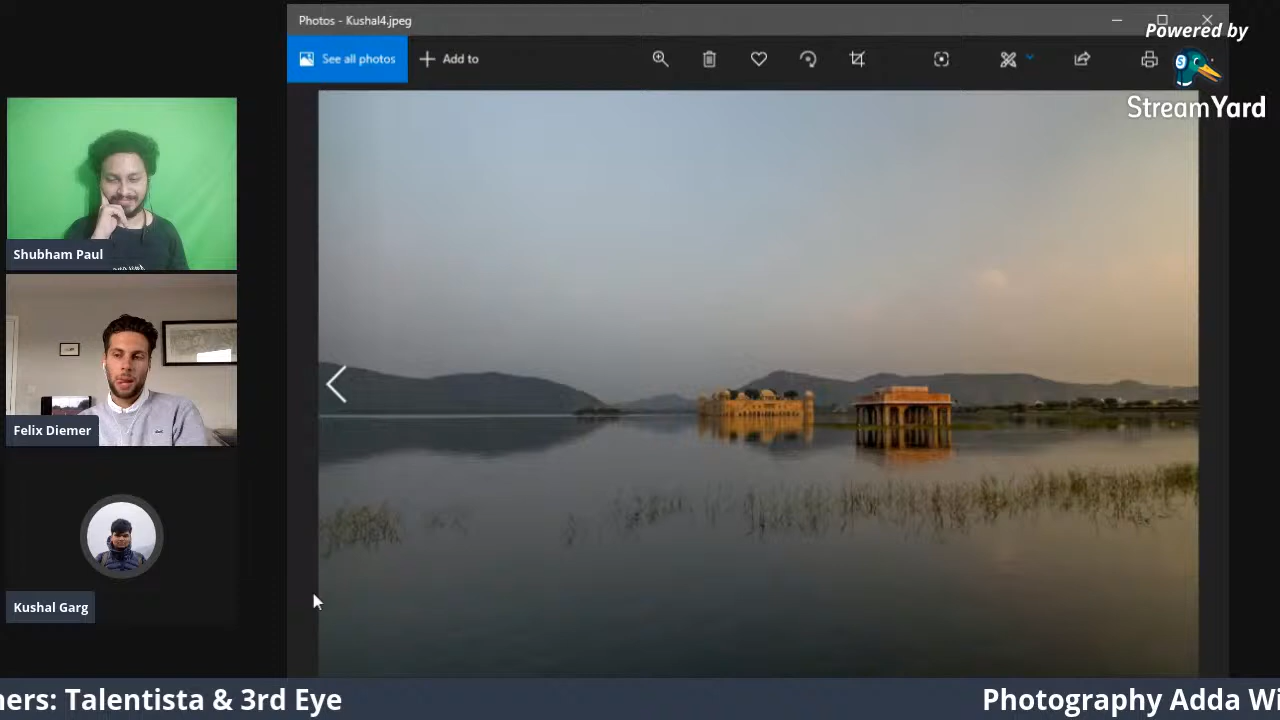 Photos - Kushal4.jpeg
Powered by
See all photos
Add to
StreamYard
Shubham Paul
Felix Diemer
Kushal Garg
ners: Talentista & 3rd Eye
Photography Adda Wi